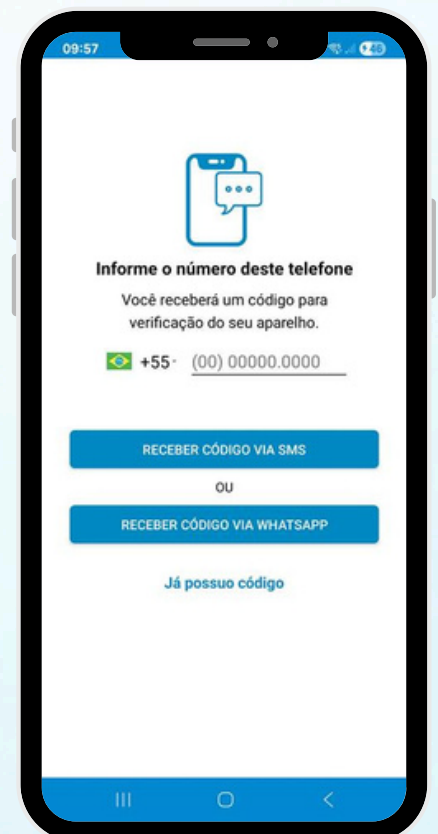 09:57
46
Informe o número deste telefone
Você receberá um código para
verificação do seu aparelho.
+55
(00) 00000.0000
RECEBER CÓDIGO VIA SMS
OU
RECEBER CÓDIGO VIA WHATSAPP
Já possuo código